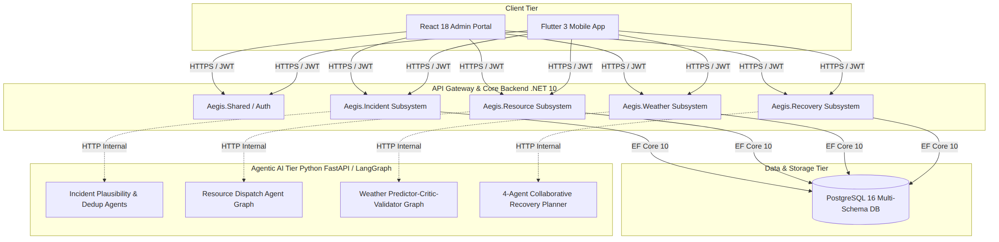 Client Tier
React 18 Admin Portal
Flutter 3 Mobile App
HTTPS / JWT
HTTPS / JWT
HTTPS / JWT
HTTPS / JWT
HTTPS / JWT
HTTPS / JWT
HTTPS / JWT
HTTPS / JWT
HTTPS / JWT
HTTPS / JWT
API Gateway & Core Backend .NET 10
Aegis.Shared / Auth
Aegis.Incident Subsystem
Aegis.Resource Subsystem
Aegis.Weather Subsystem
Aegis.Recovery Subsystem
HTTP Internal
HTTP Internal
HTTP Internal
HTTP Internal
EF Core 10
EF Core 10
EF Core 10
EF Core 10
Agentic AI Tier Python FastAPI / LangGraph
Incident Plausibility &
Dedup Agents
Resource Dispatch Agent
Graph
Weather Predictor-Critic-
Validator Graph
4-Agent Collaborative
Recovery Planner
Data & Storage Tier
PostgreSQL 16 Multi-
Schema DB